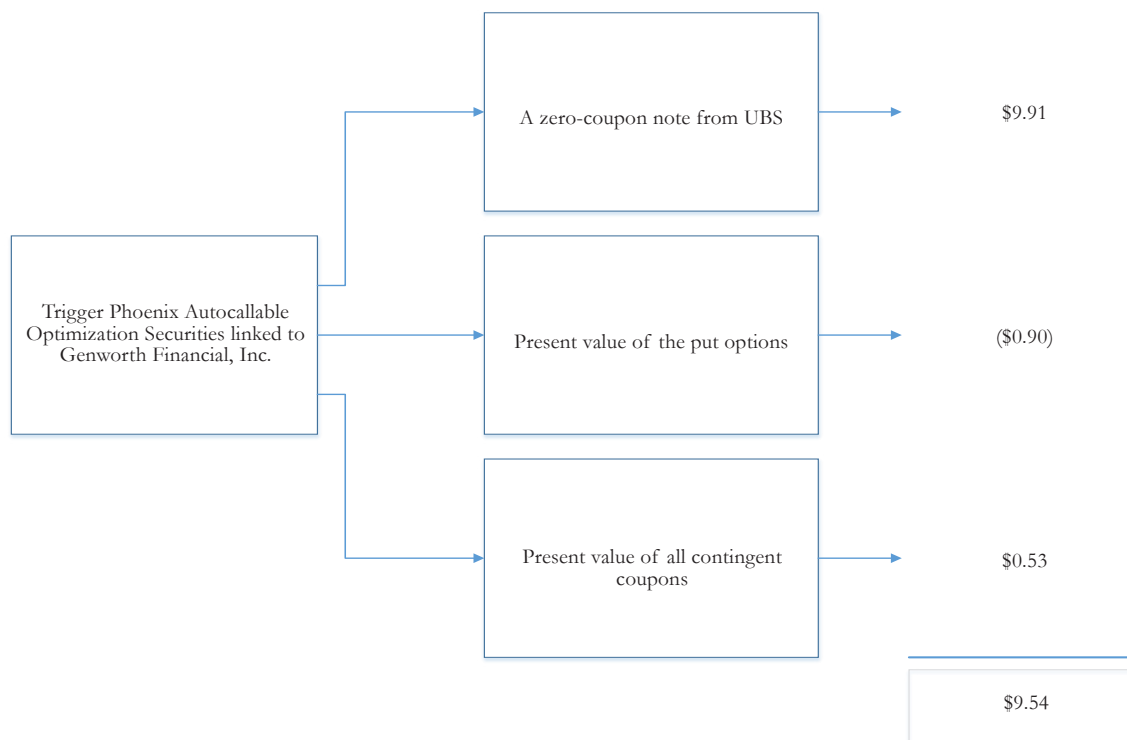 A zero-coupon note from UBS
$9.91
Trigger Phoenix Autocallable
Optimization Securities linked to
Genworth Financial, Inc.
Present value of the put options
($0.90)
Present value of all contingent
coupons
$0.53
$9.54